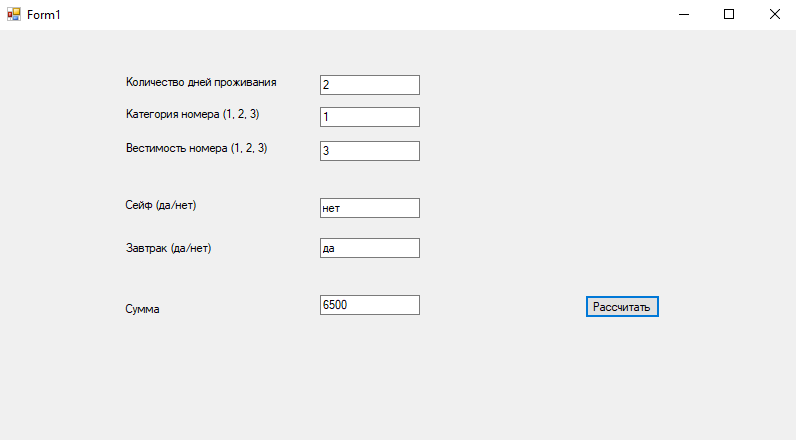 Form1
Количество дней проживания 2
Категория номера (1, 2, 3) 1
Вестимость номера (1, 2, 3) 3
Сейф (да/нет) нет
Завтрак (да/нет) да
Сумма 6500 Рассчитать